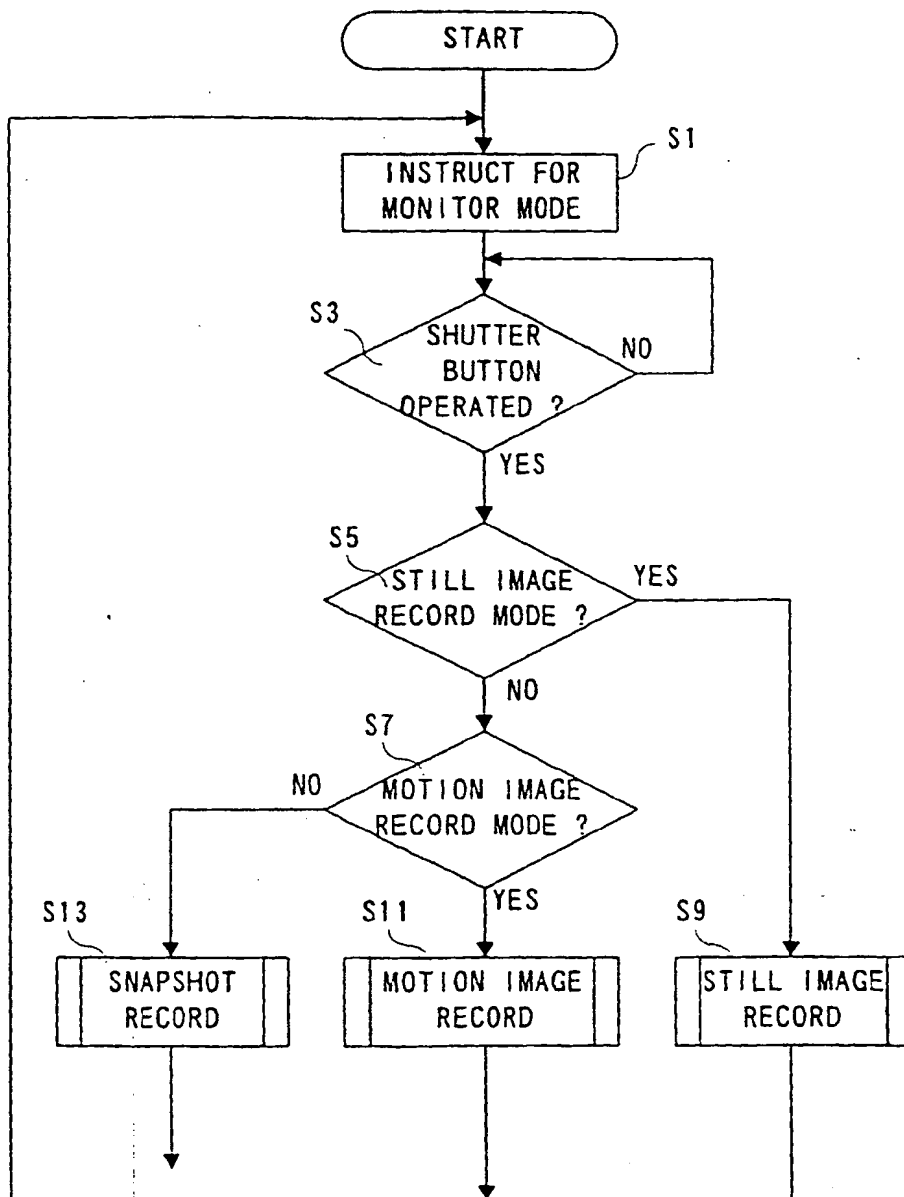 START
S1
INSTRUCT FOR
MONITOR MODE
S3
SHUTTER
BUTTON
OPERATED ?
NO
YES
S5
STILL IMAGE
RECORD MODE ?
YES
NO
S7
MOTION IMAGE
RECORD MODE ?
NO
YES
S13
SNAPSHOT
RECORD
S11
MOTION IMAGE
RECORD
S9
STILL IMAGE
RECORD